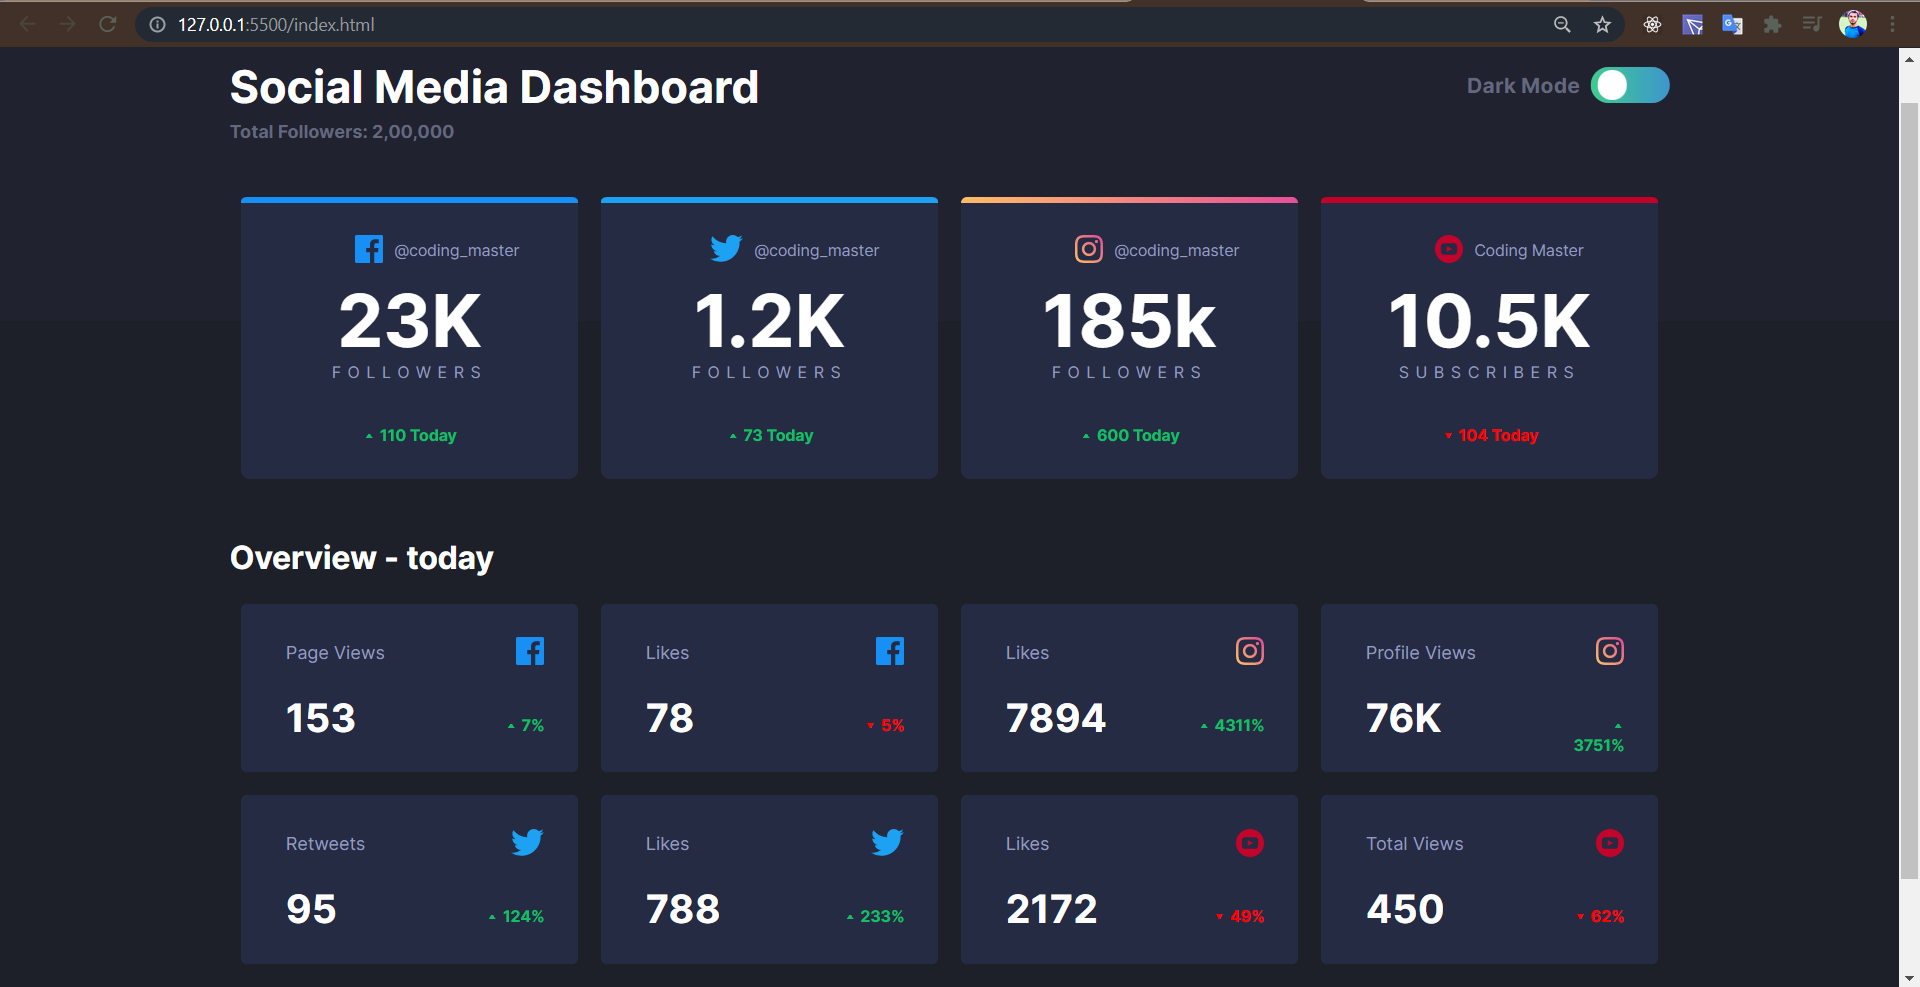 127.0.0.1:5500/index.html
Social Media Dashboard
Dark Mode
Total Followers: 2,00,000
@coding_master
23K
FOLLOWERS
110 Today
@coding_master
1.2K
FOLLOWERS
73 Today
@coding_master
185k
FOLLOWERS
600 Today
Coding Master
10.5K
SUBSCRIBERS
104 Today
Overview - today
Page Views
153
7%
Likes
78
5%
Likes
7894
4311%
Profile Views
76K
3751%
Retweets
95
124%
Likes
788
233%
Likes
2172
49%
Total Views
450
62%